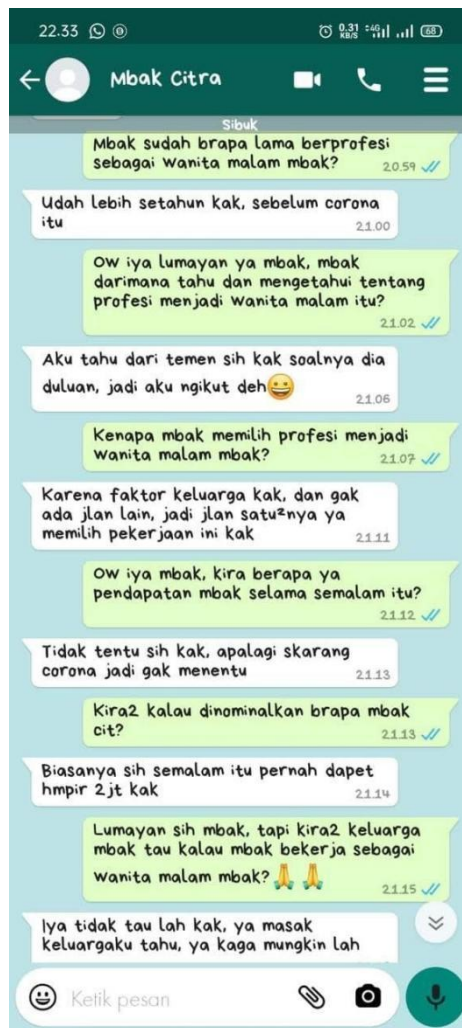 22.33
0.31 KB/S 4G 88
Mbak Citra
Sibuk
Mbak sudah brapa lama berprofesi
sebagai wanita malam mbak?
20.59
Udah lebih setahun kak, sebelum corona
itu
21.00
OW iya lumayan ya mbak, mbak
darimana tahu dan mengetahui tentang
profesi menjadi wanita malam itu?
21.02
Aku tahu dari temen sih kak soalnya dia
duluan, jadi aku ngikut deh😀
21.06
Kenapa mbak memilih profesi menjadi
wanita malam mbak?
21.07
Karena faktor keluarga kak, dan gak
ada jlan lain, jadi jlan satu²nya ya
memilih pekerjaan ini kak
21.11
OW iya mbak, kira berapa ya
pendapatan mbak selama semalam itu?
21.12
Tidak tentu sih kak, apalagi skarang
corona jadi gak menentu
21.13
Kira2 kalau dinominalkan brapa mbak
cit?
21.13
Biasanya sih semalam itu pernah dapet
hmpir 2jt kak
21.14
Lumayan sih mbak, tapi kira2 keluarga
mbak tau kalau mbak bekerja sebagai
wanita malam mbak?🙏🙏
21.15
Iya tidak tau lah kak, ya masak
keluargaku tahu, ya kaga mungkin lah
Ketik pesan